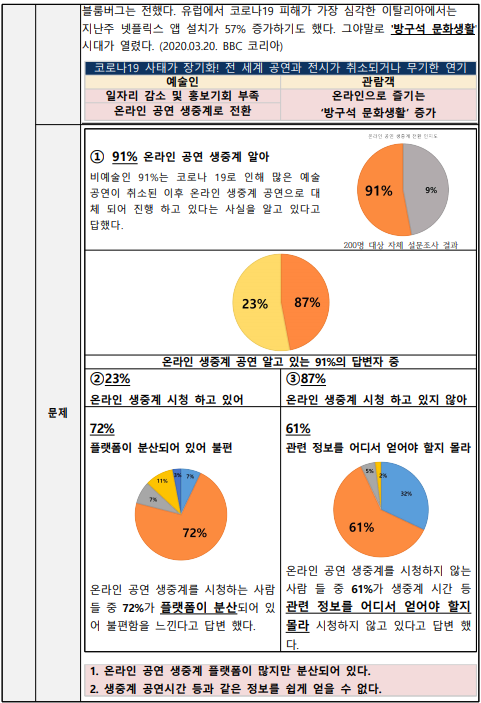 블룸버그는 전했다. 유럽에서 코로나19 피해가 가장 심각한 이탈리아에서는
지난주 넷플릭스 앱 설치가 57% 증가하기도 했다. 그야말로 '방구석 문화생활'
시대가 열렸다. (2020.03.20. BBC 코리아)
코로나19 사태가 장기화! 전 세계 공연과 전시가 취소되거나 무기한 연기
예술인 관람객
일자리 감소 및 홍보기회 부족
온라인 공연 생중계로 전환
온라인으로 즐기는
'방구석 문화생활' 증가
문제
① 91% 온라인 공연 생중계 알아
비예술인 91%는 코로나 19로 인해 많은 예술
공연이 취소된 이후 온라인 생중계 공연으로 대
체 되어 진행 하고 있다는 사실을 알고 있다고
답했다.
온라인 공연 생중계 전환 인지도
91%
9%
200명 대상 자체 설문조사 결과
23%
87%
온라인 생중계 공연 알고 있는 91%의 답변자 중
②23%
온라인 생중계 시청 하고 있어
③87%
온라인 생중계 시청 하고 있지 않아
72%
플랫폼이 분산되어 있어 불편
3%
7%
11%
7%
72%
온라인 공연 생중계를 시청하는 사람
들 중 72%가 플랫폼이 분산되어 있
어 불편함을 느낀다고 답변 했다.
61%
관련 정보를 어디서 얻어야 할지 몰라
5%
2%
32%
61%
온라인 공연 생중계를 시청하지 않는
사람 들 중 61%가 생중계 시간 등
관련 정보를 어디서 얻어야 할지
몰라 시청하지 않고 있다고 답변 했
다.
1. 온라인 공연 생중계 플랫폼이 많지만 분산되어 있다.
2. 생중계 공연시간 등과 같은 정보를 쉽게 얻을 수 없다.